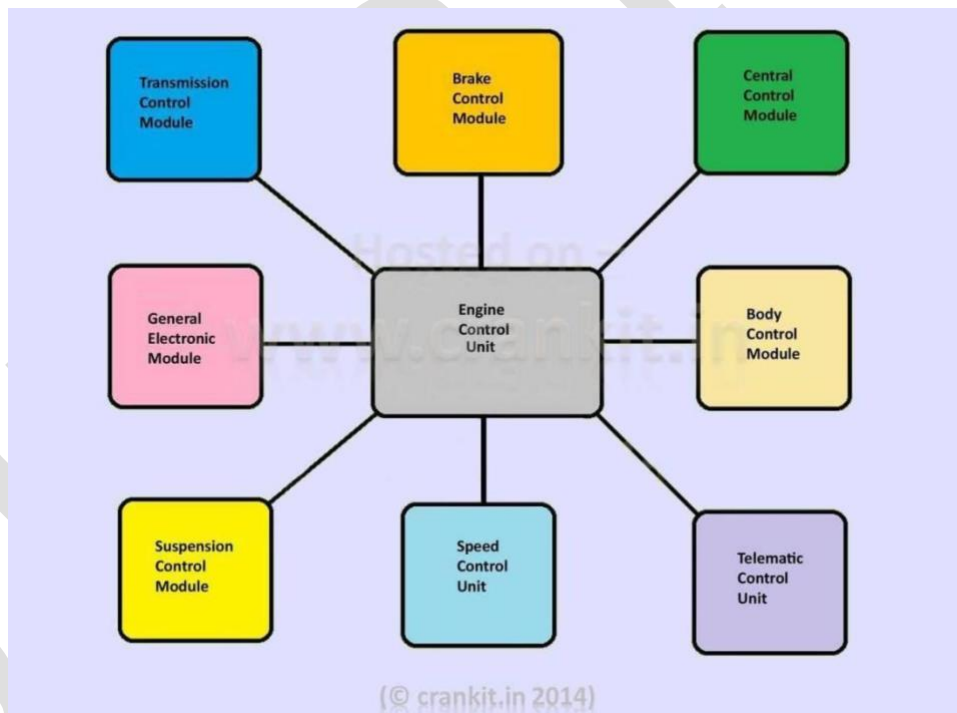 Transmission
Control
Module
Brake
Control
Module
Central
Control
Module
Hosted on –
General
Electronic
Module
Engine
Control
Unit
Body
Control
Module
www.crankit.in
Suspension
Control
Module
Speed
Control
Unit
Telematic
Control
Unit
(© crankit.in 2014)